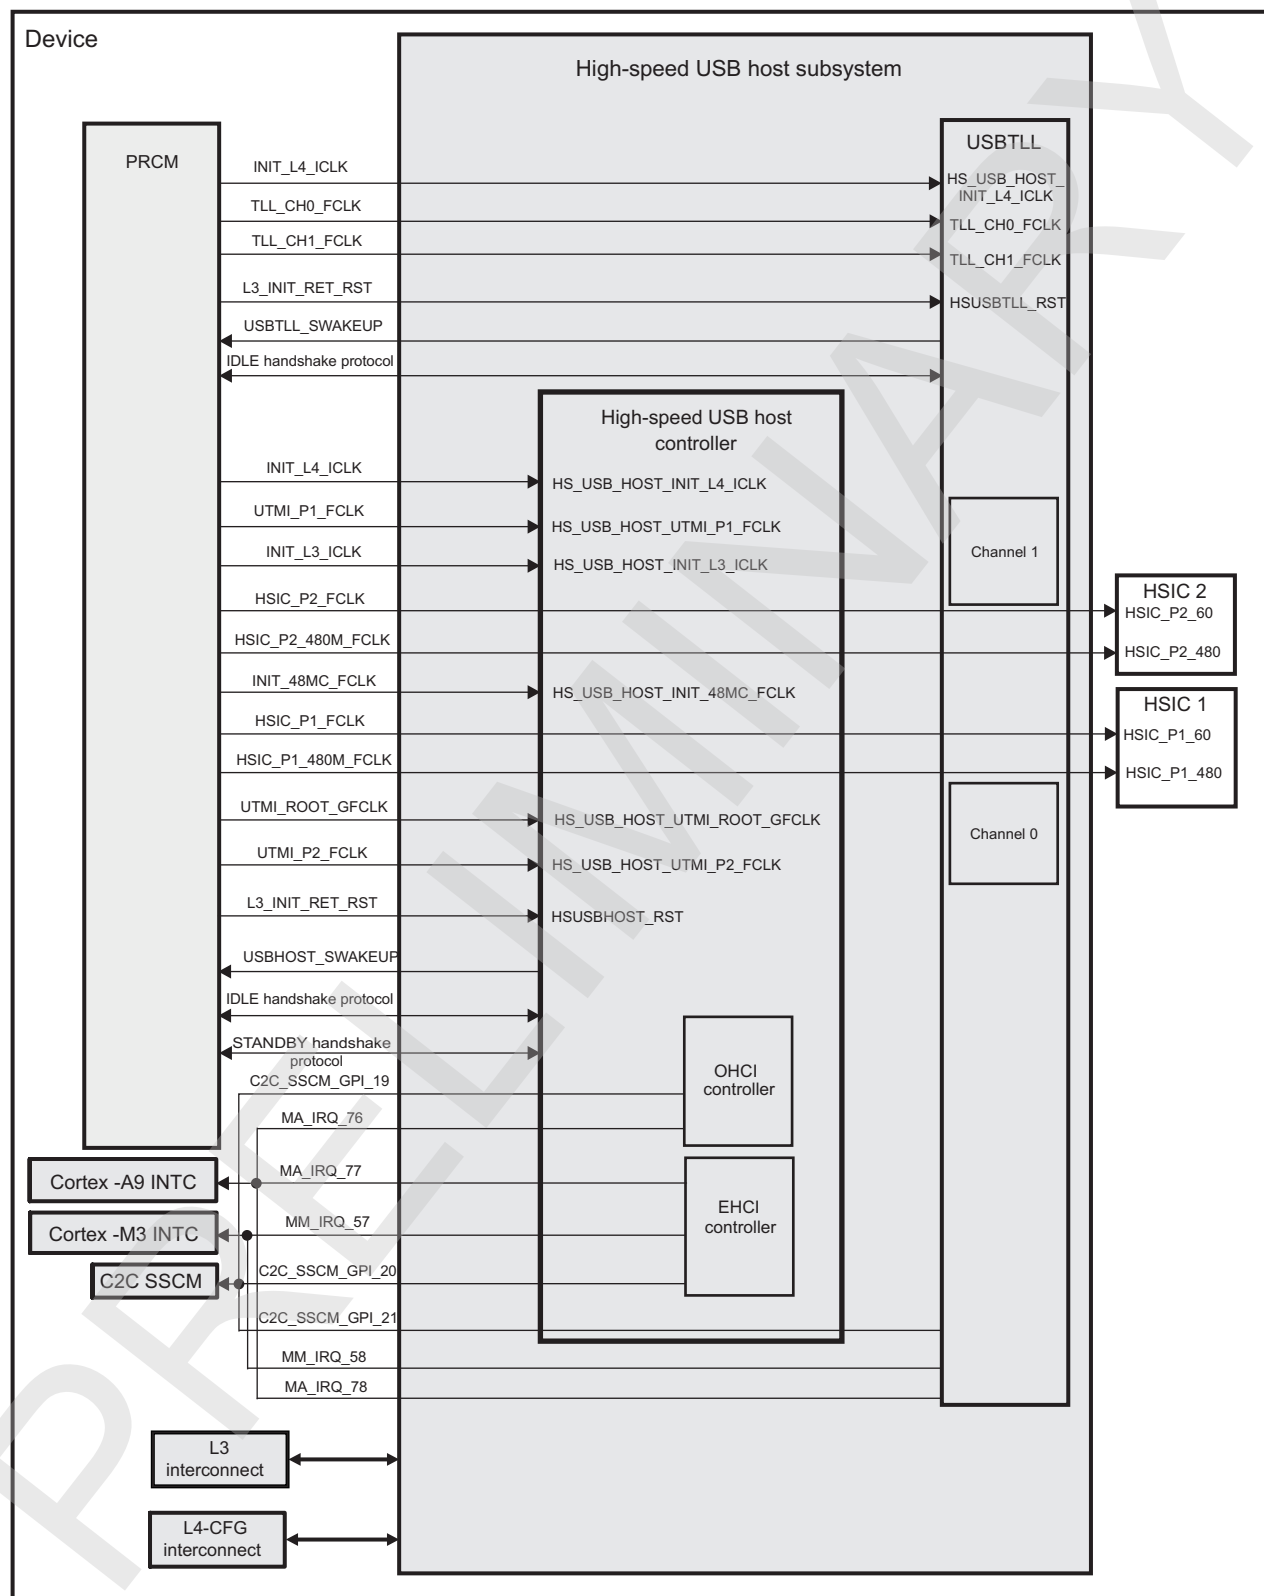 Device
High-speed USB host subsystem
PRCM
USBTLL
INIT_L4_ICLK
HS_USB_HOST_
INIT_L4_ICLK
TLL_CH0_FCLK
TLL_CH0_FCLK
TLL_CH1_FCLK
TLL_CH1_FCLK
L3_INIT_RET_RST
HSUSBTLL_RST
USBTLL_SWAKEUP
IDLE handshake protocol
High-speed USB host
controller
INIT_L4_ICLK
HS_USB_HOST_INIT_L4_ICLK
UTMI_P1_FCLK
HS_USB_HOST_UTMI_P1_FCLK
INIT_L3_ICLK
HS_USB_HOST_INIT_L3_ICLK
Channel 1
HSIC_P2_FCLK
HSIC 2
HSIC_P2_60
HSIC_P2_480M_FCLK
HSIC_P2_480
INIT_48MC_FCLK
HS_USB_HOST_INIT_48MC_FCLK
HSIC 1
HSIC_P1_FCLK
HSIC_P1_60
HSIC_P1_480M_FCLK
HSIC_P1_480
UTMI_ROOT_GFCLK
HS_USB_HOST_UTMI_ROOT_GFCLK
Channel 0
UTMI_P2_FCLK
HS_USB_HOST_UTMI_P2_FCLK
L3_INIT_RET_RST
HSUSBHOST_RST
USBHOST_SWAKEUP
IDLE handshake protocol
STANDBY handshake
protocol
C2C_SSCM_GPI_19
OHCI
controller
MA_IRQ_76
MA_IRQ_77
Cortex -A9 INTC
MM_IRQ_57
EHCI
controller
Cortex -M3 INTC
C2C_SSCM_GPI_20
C2C SSCM
C2C_SSCM_GPI_21
MM_IRQ_58
MA_IRQ_78
L3
interconnect
L4-CFG
interconnect
PRELIMINARY